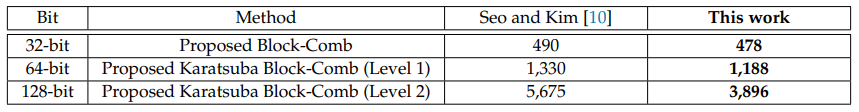 Bit Method Seo and Kim [10] This work
32-bit Proposed Block-Comb 490 478
64-bit Proposed Karatsuba Block-Comb (Level 1) 1,330 1,188
128-bit Proposed Karatsuba Block-Comb (Level 2) 5,675 3,896